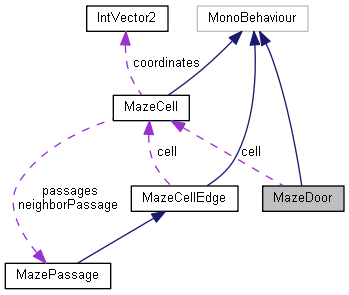 IntVector2
MonoBehaviour
coordinates
MazeCell
cell
cell
passages
neighborPassage
MazeCellEdge
MazeDoor
MazePassage